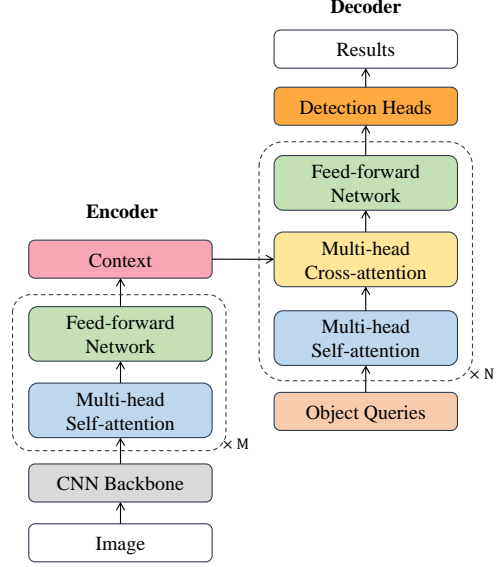 Decoder
Results
Detection Heads
Feed-forward
Network
Multi-head
Cross-attention
Multi-head
Self-attention
× N
Object Queries
Encoder
Context
Feed-forward
Network
Multi-head
Self-attention
× M
CNN Backbone
Image